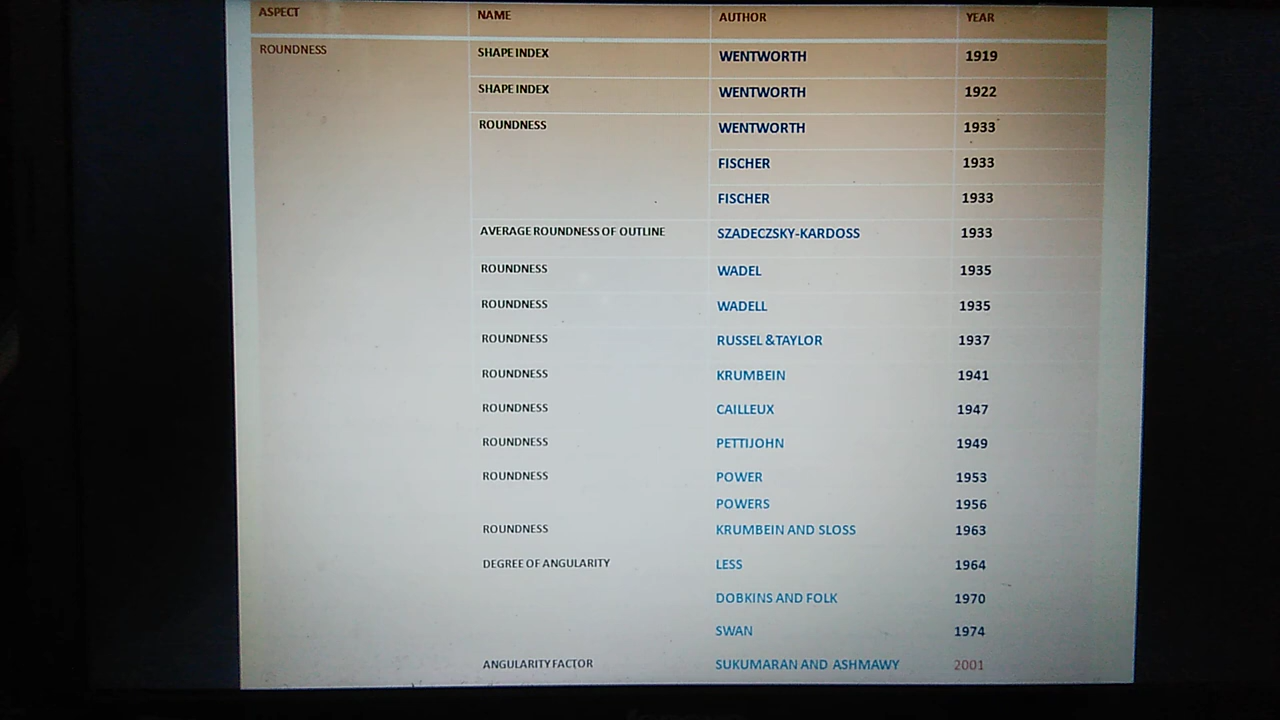 ASPECT NAME AUTHOR YEAR
ROUNDNESS SHAPE INDEX WENTWORTH 1919
SHAPE INDEX WENTWORTH 1922
ROUNDNESS WENTWORTH 1933
FISCHER 1933
FISCHER 1933
AVERAGE ROUNDNESS OF OUTLINE SZADECZSKY-KARDOSS 1933
ROUNDNESS WADEL 1935
ROUNDNESS WADELL 1935
ROUNDNESS RUSSEL &TAYLOR 1937
ROUNDNESS KRUMBEIN 1941
ROUNDNESS CAILLEUX 1947
ROUNDNESS PETTIJOHN 1949
ROUNDNESS POWER 1953
POWERS 1956
ROUNDNESS KRUMBEIN AND SLOSS 1963
DEGREE OF ANGULARITY LESS 1964
DOBKINS AND FOLK 1970
SWAN 1974
ANGULARITY FACTOR SUKUMARAN AND ASHMAWY 2001